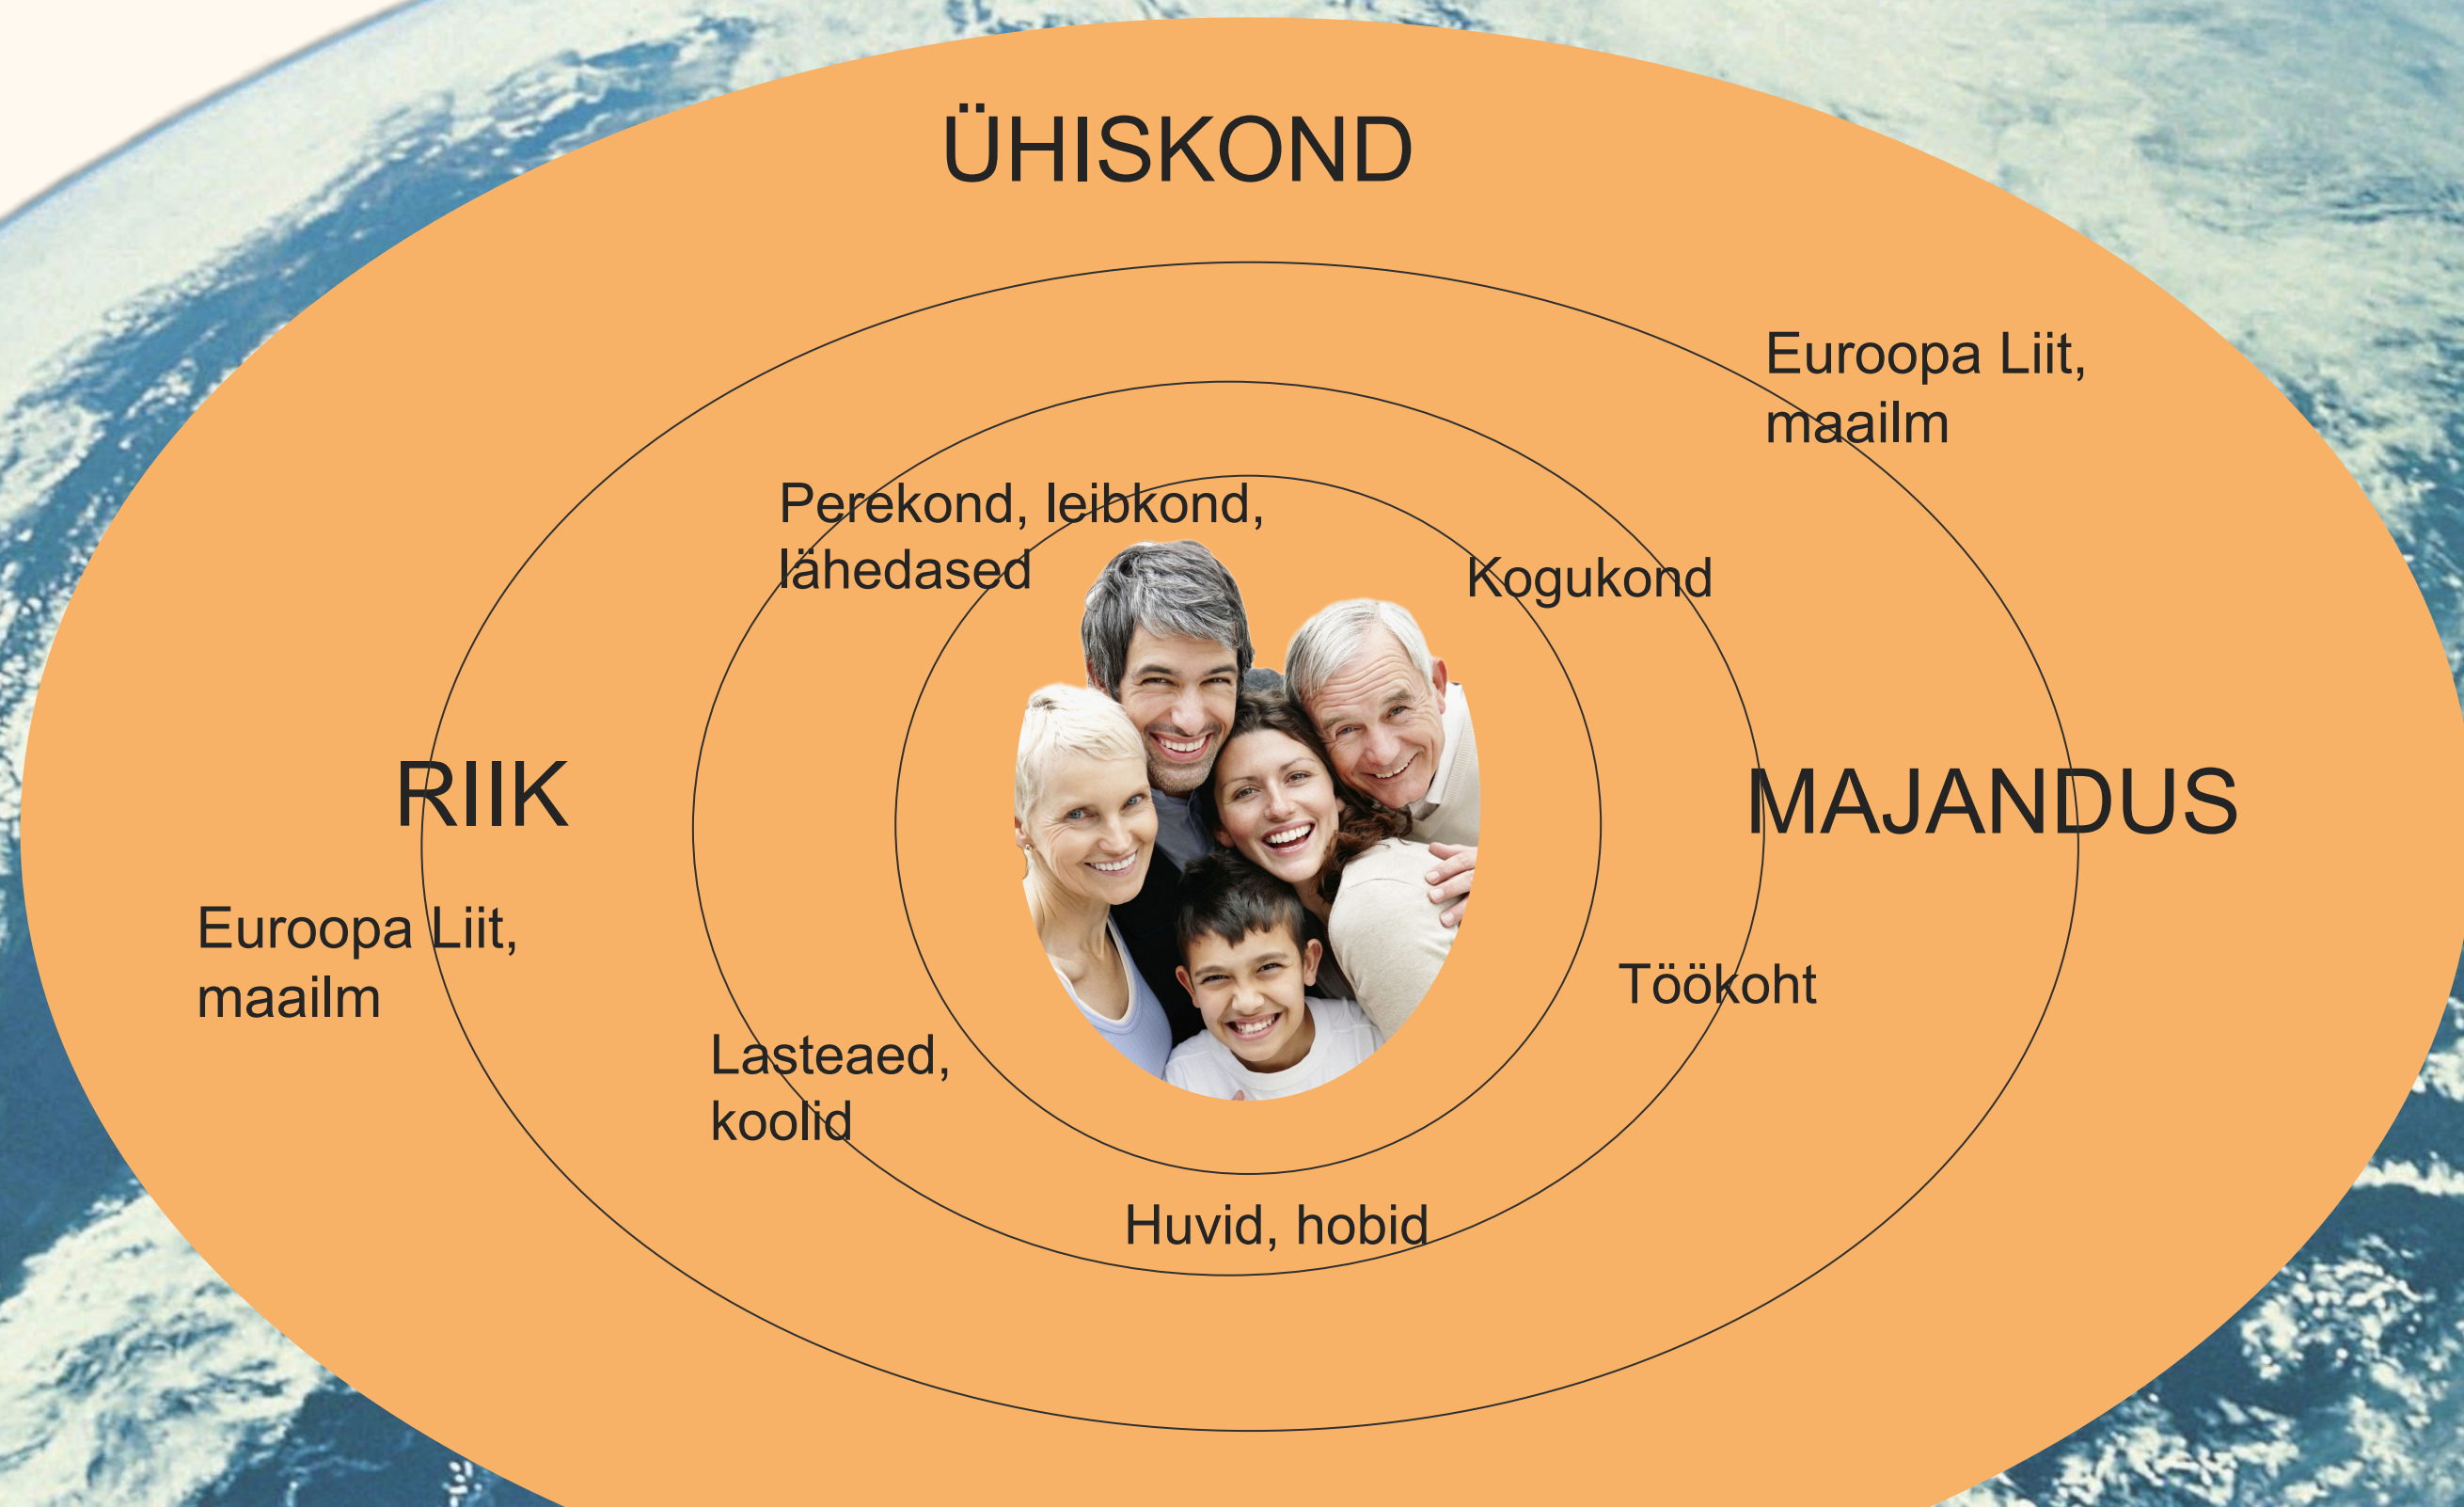 ÜHISKOND
Euroopa Liit,
maailm
Perekond, leibkond,
lähedased
Kogukond
RIIK
MAJANDUS
Euroopa Liit,
maailm
Töökoht
Lasteaed,
koolid
Huvid, hobid